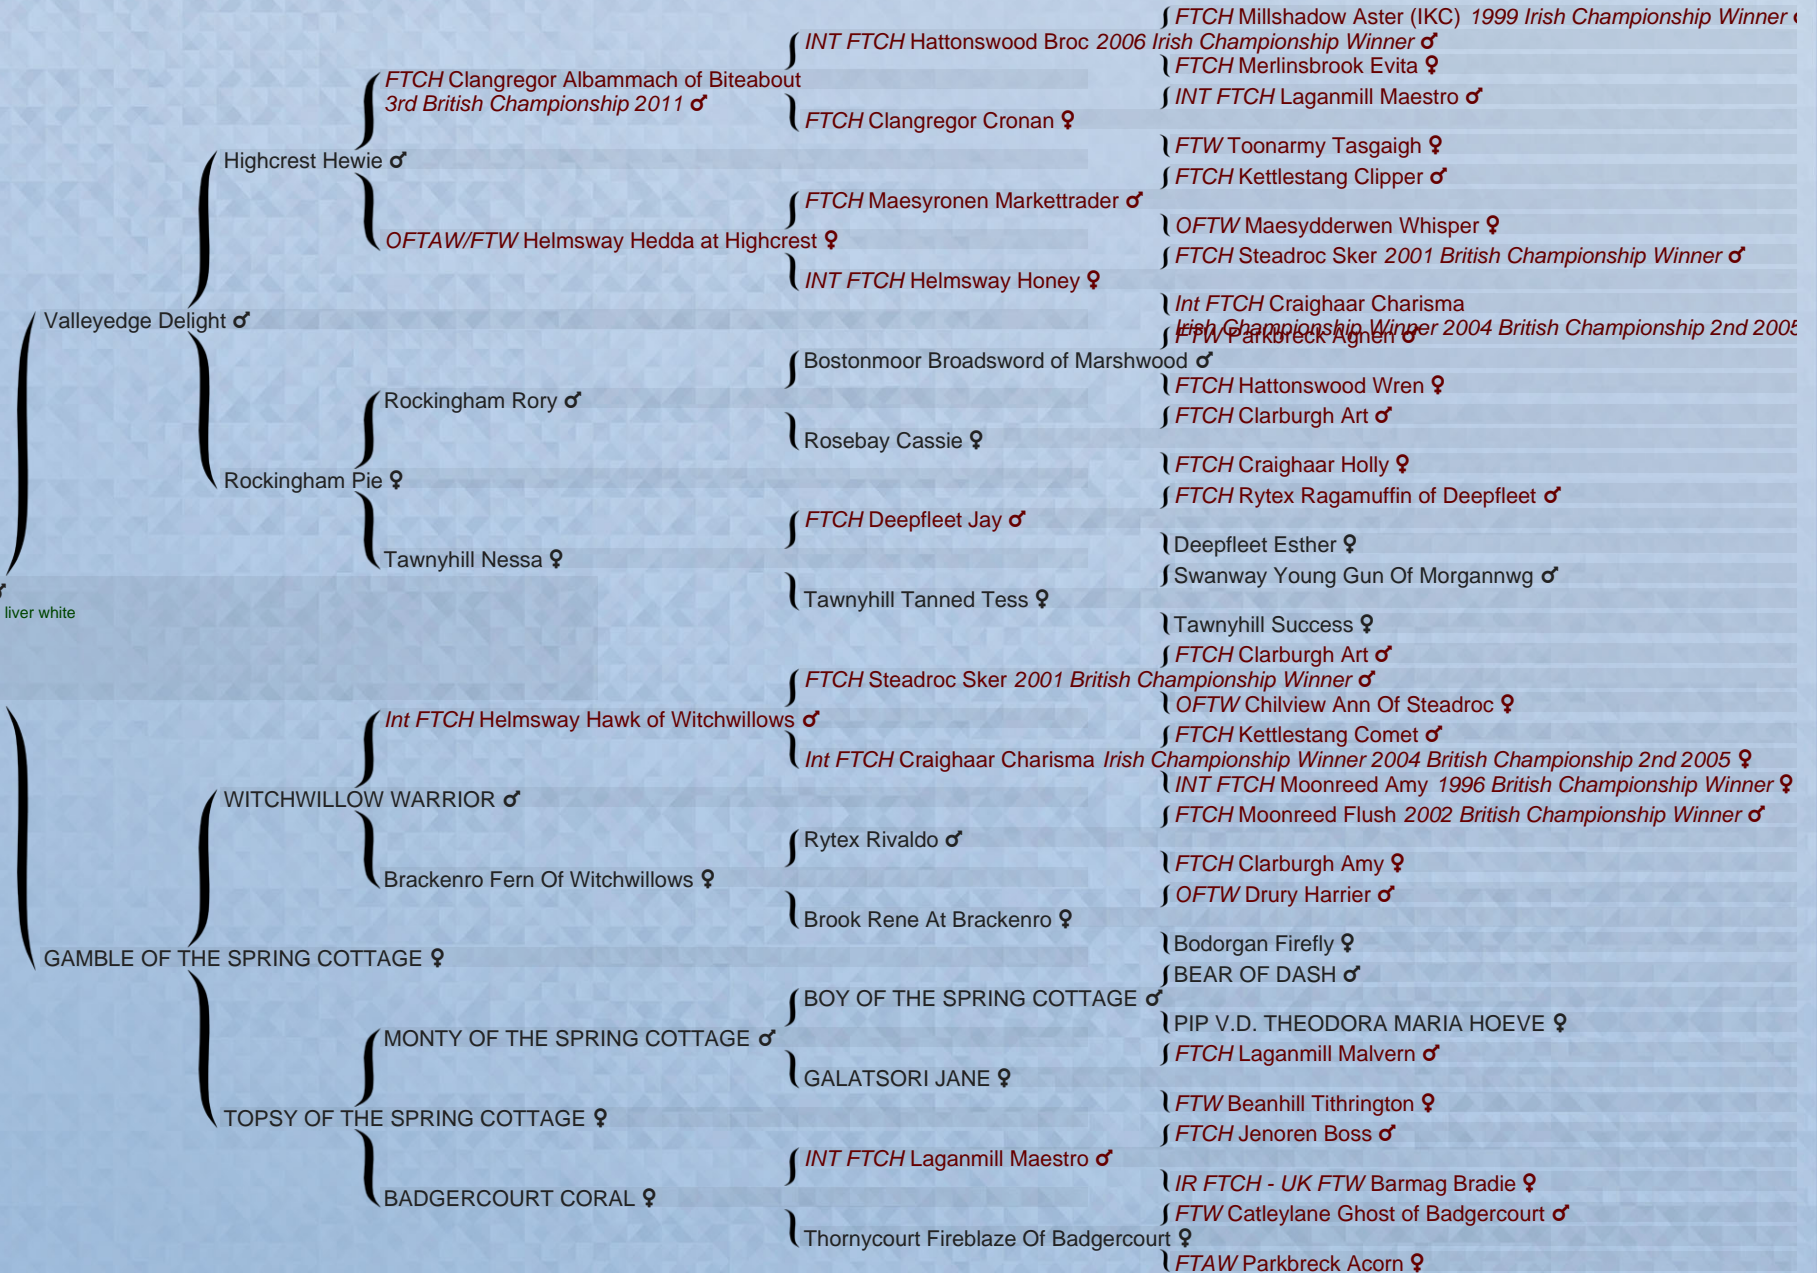 FTCH Millshadow Aster (IKC) 1999 Irish Championship Winner
INT FTCH Hattonswood Broc 2006 Irish Championship Winner ♂
FTCH Merlinsbrook Evita ♀
FTCH Clangregor Albammach of Biteabout
3rd British Championship 2011 ♂
INT FTCH Laganmill Maestro ♂
FTCH Clangregor Cronan ♀
FTW Toonarmy Tasgaigh ♀
Highcrest Hewie ♂
FTCH Kettlestang Clipper ♂
FTCH Maesyronen Markettrader ♂
OFTW Maesydderwen Whisper ♀
OFTAW/FTW Helmsway Hedda at Highcrest ♀
FTCH Steadroc Sker 2001 British Championship Winner ♂
INT FTCH Helmsway Honey ♀
Int FTCH Craighaar Charisma
Irish Championship Winner 2004 British Championship 2nd 2005
Valleyedge Delight ♂
FTW Parkbreck Agnen ♂
Bostonmoor Broadsword of Marshwood ♂
FTCH Hattonswood Wren ♀
Rockingham Rory ♂
FTCH Clarburgh Art ♂
Rosebay Cassie ♀
FTCH Craighaar Holly ♀
Rockingham Pie ♀
FTCH Rytex Ragamuffin of Deepfleet ♂
FTCH Deepfleet Jay ♂
Deepfleet Esther ♀
Tawnyhill Nessa ♀
Swanway Young Gun Of Morgannwg ♂
Tawnyhill Tanned Tess ♀
liver white
Tawnyhill Success ♀
FTCH Clarburgh Art ♂
FTCH Steadroc Sker 2001 British Championship Winner ♂
OFTW Chilview Ann Of Steadroc ♀
Int FTCH Helmsway Hawk of Witchwillows ♂
FTCH Kettlestang Comet ♂
Int FTCH Craighaar Charisma Irish Championship Winner 2004 British Championship 2nd 2005 ♀
INT FTCH Moonreed Amy 1996 British Championship Winner ♀
WITCHWILLOW WARRIOR ♂
FTCH Moonreed Flush 2002 British Championship Winner ♂
Rytex Rivaldo ♂
FTCH Clarburgh Amy ♀
Brackenro Fern Of Witchwillows ♀
OFTW Drury Harrier ♂
Brook Rene At Brackenro ♀
Bodorgan Firefly ♀
GAMBLE OF THE SPRING COTTAGE ♀
BEAR OF DASH ♂
BOY OF THE SPRING COTTAGE ♂
PIP V.D. THEODORA MARIA HOEVE ♀
MONTY OF THE SPRING COTTAGE ♂
FTCH Laganmill Malvern ♂
GALATSORI JANE ♀
FTW Beanhill Tithrington ♀
TOPSY OF THE SPRING COTTAGE ♀
FTCH Jenoren Boss ♂
INT FTCH Laganmill Maestro ♂
IR FTCH - UK FTW Barmag Bradie ♀
BADGERCOURT CORAL ♀
FTW Catleylane Ghost of Badgercourt ♂
Thornycourt Fireblaze Of Badgercourt ♀
FTAW Parkbreck Acorn ♀